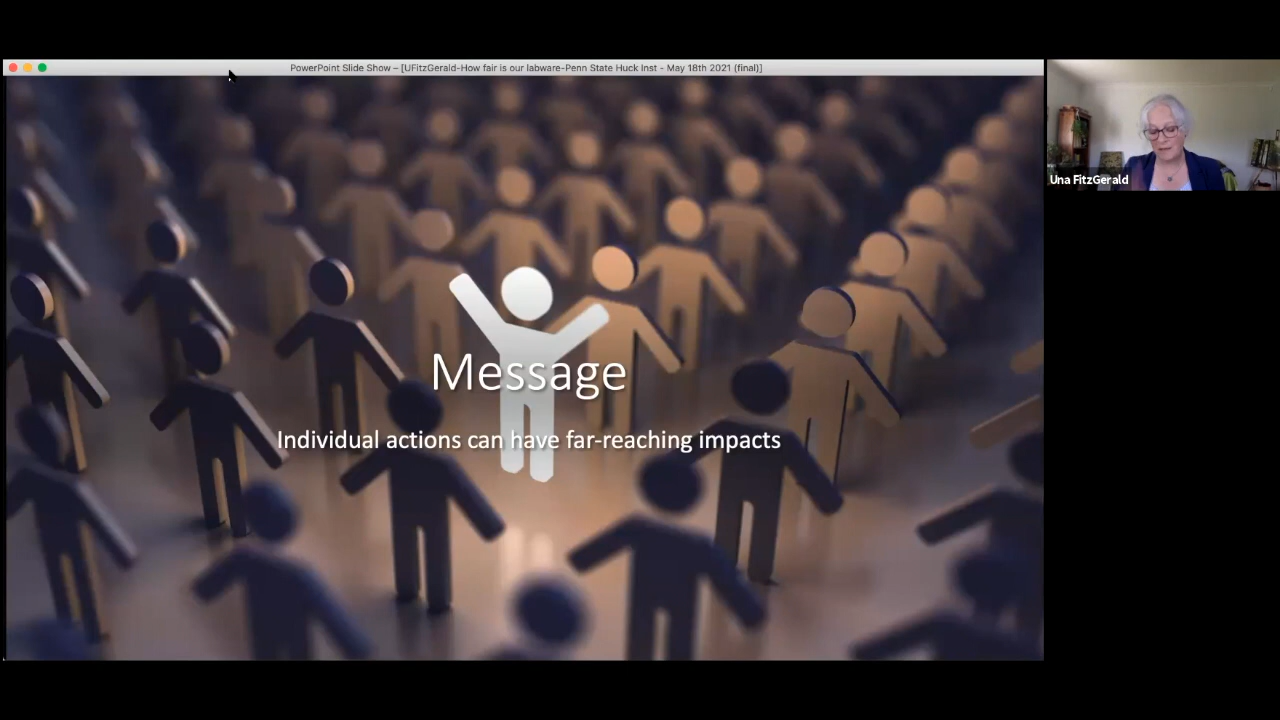 PowerPoint Slide Show – [UFitzGerald-How fair is our labware-Penn State Huck Inst - May 18th 2021 (final)]
Una FitzGerald
Message
Individual actions can have far-reaching impacts